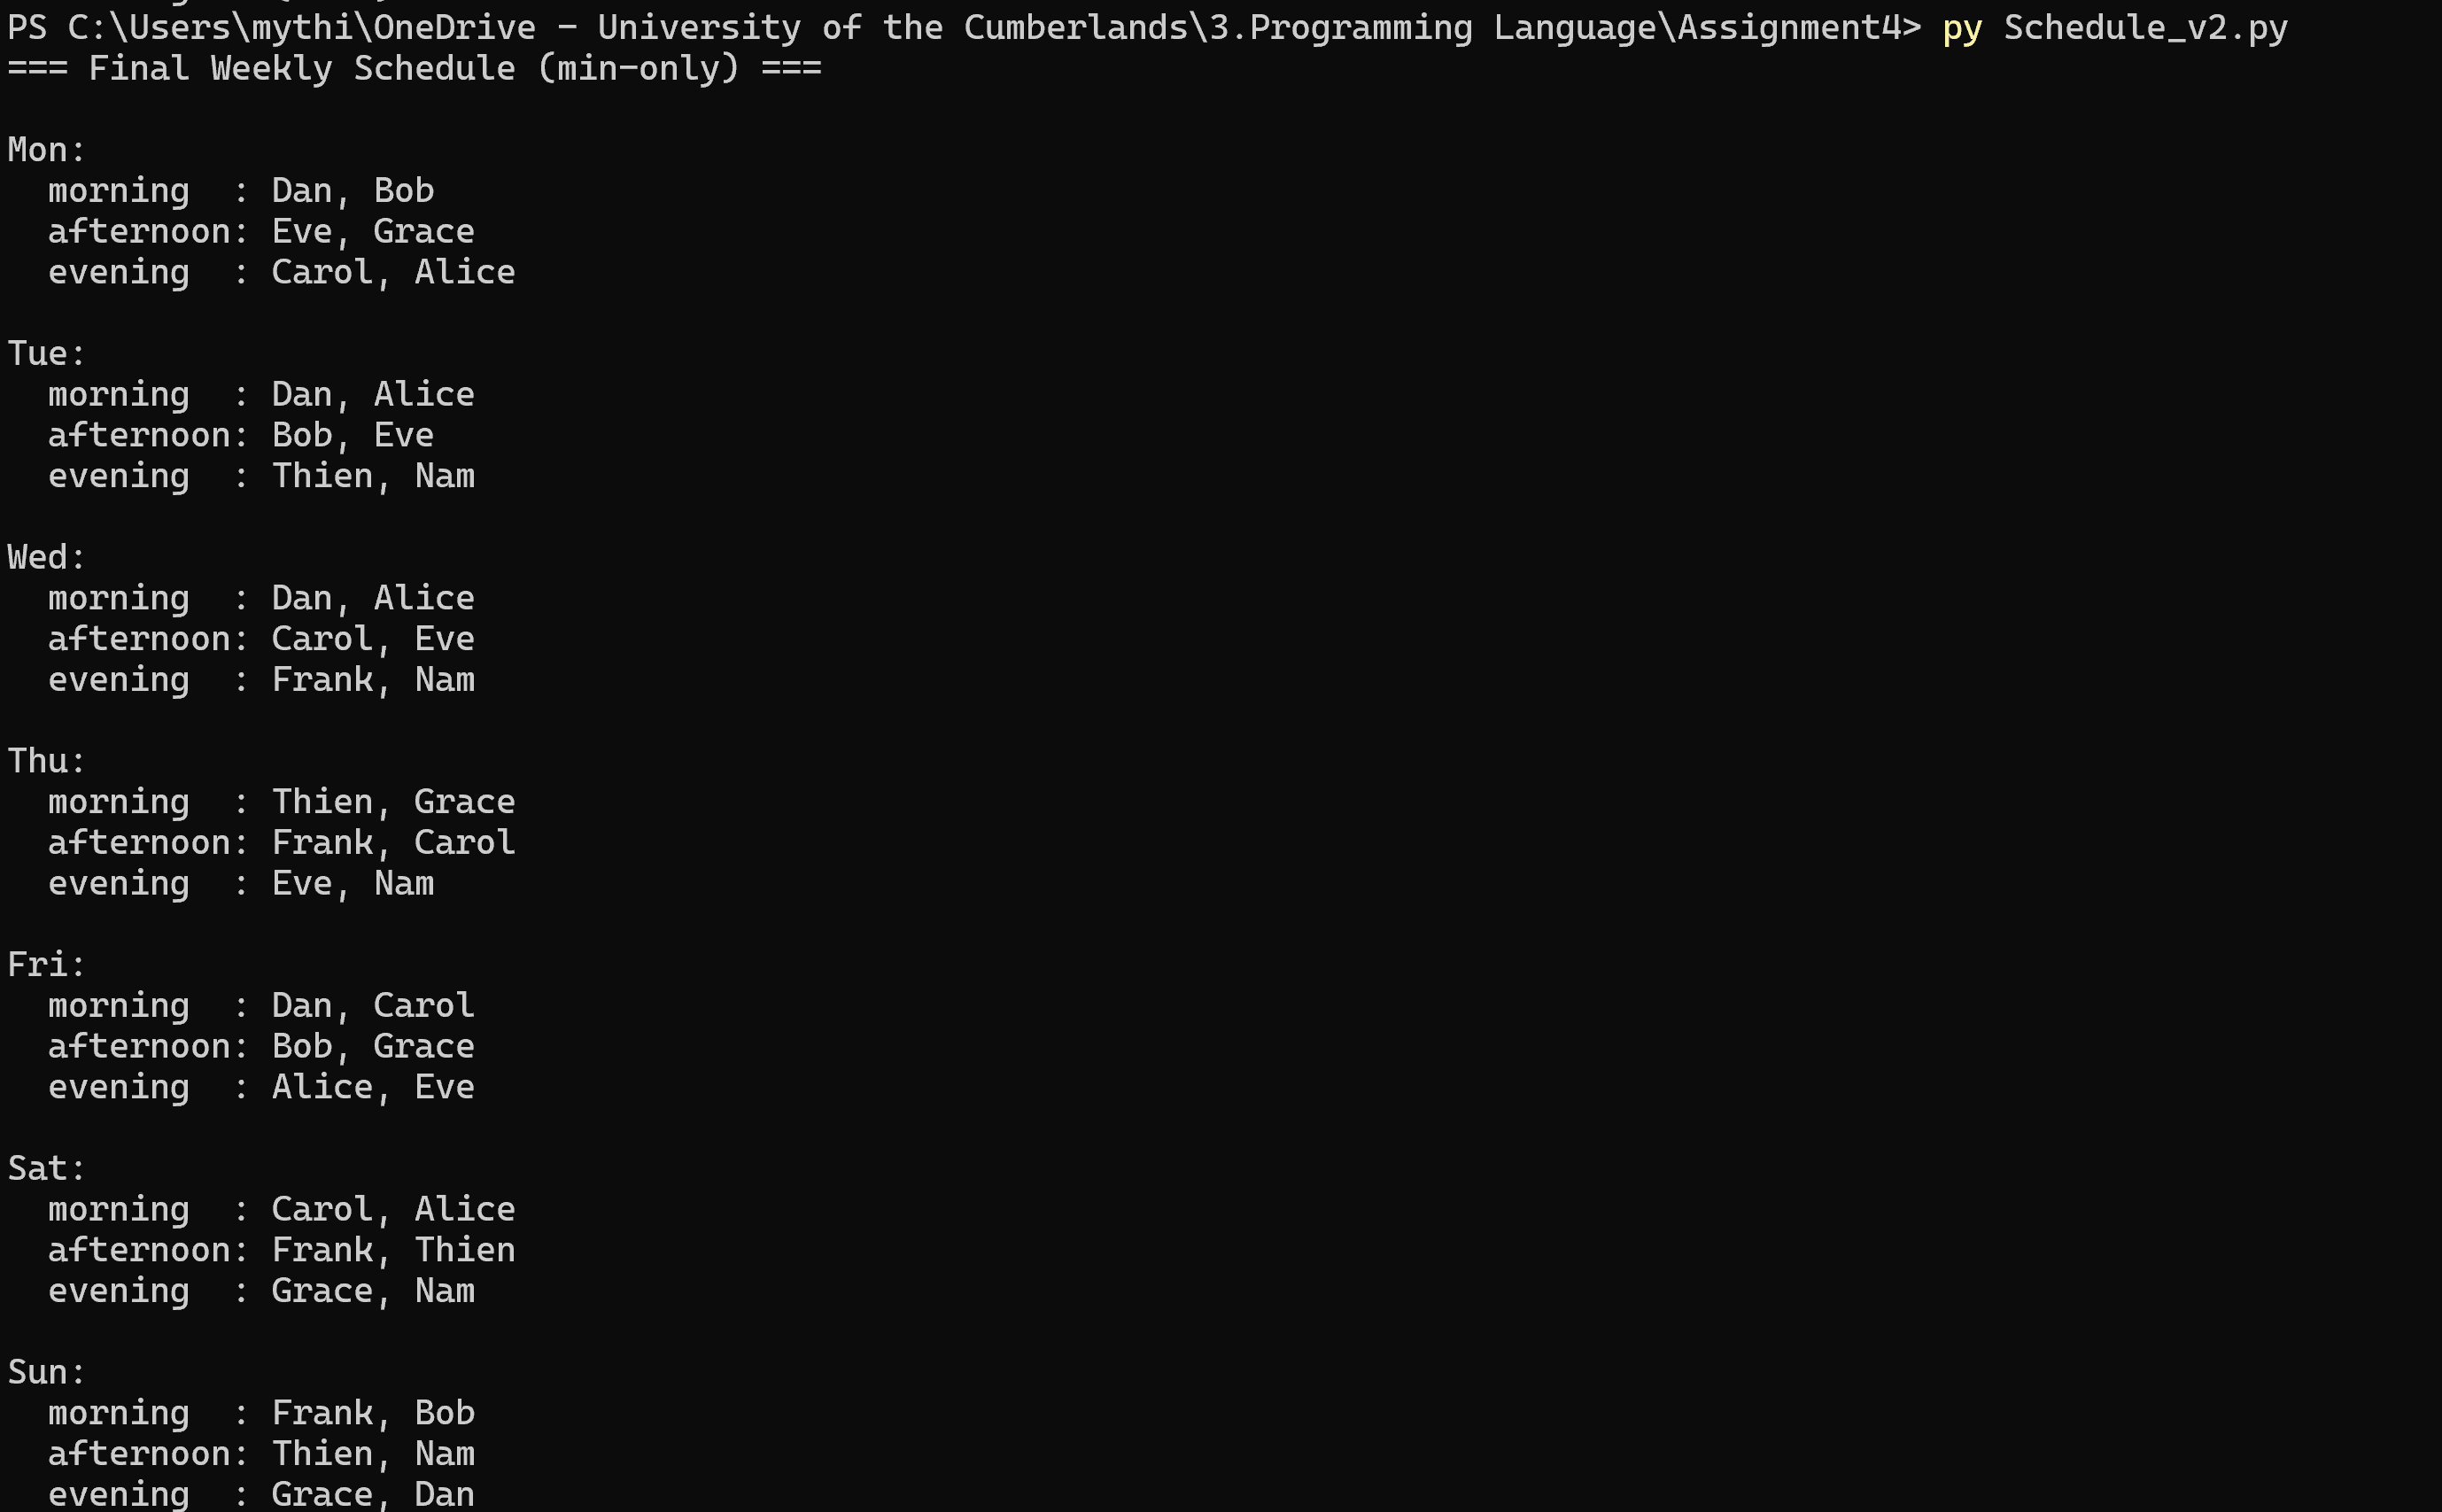 PS C:\Users\mythi\OneDrive - University of the Cumberlands\3.Programming Language\Assignment4> py Schedule_v2.py
=== Final Weekly Schedule (min-only) ===

Mon:
  morning  : Dan, Bob
  afternoon: Eve, Grace
  evening  : Carol, Alice

Tue:
  morning  : Dan, Alice
  afternoon: Bob, Eve
  evening  : Thien, Nam

Wed:
  morning  : Dan, Alice
  afternoon: Carol, Eve
  evening  : Frank, Nam

Thu:
  morning  : Thien, Grace
  afternoon: Frank, Carol
  evening  : Eve, Nam

Fri:
  morning  : Dan, Carol
  afternoon: Bob, Grace
  evening  : Alice, Eve

Sat:
  morning  : Carol, Alice
  afternoon: Frank, Thien
  evening  : Grace, Nam

Sun:
  morning  : Frank, Bob
  afternoon: Thien, Nam
  evening  : Grace, Dan